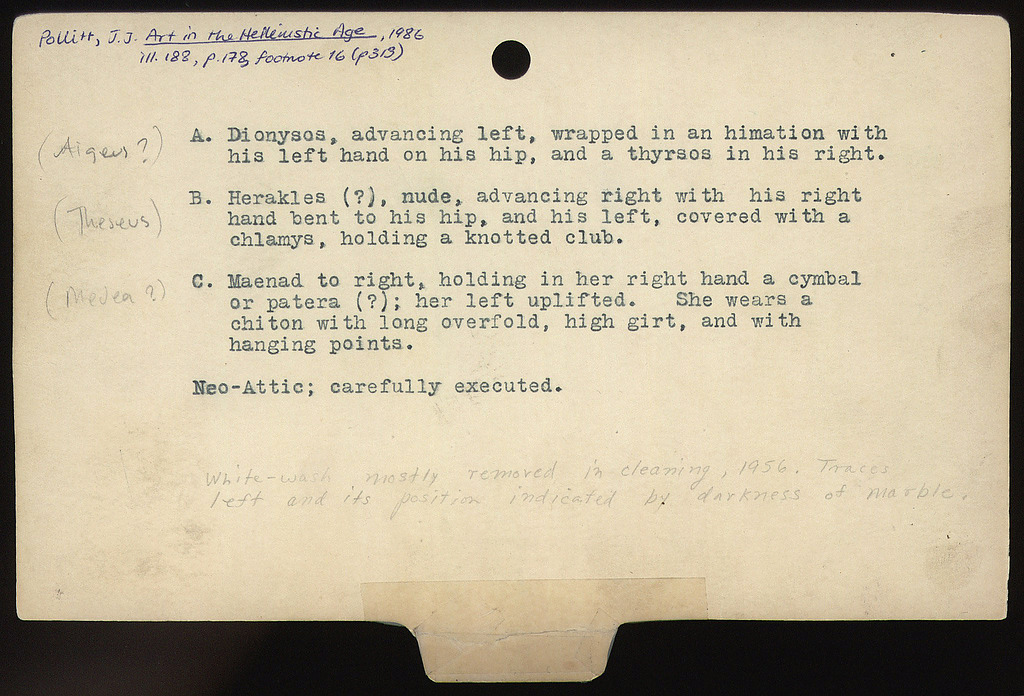 Pollitt, J.J. Art in the Hellenistic Age, 1986
ill. 188, p.178, footnote 16 (p313)
(Aigeus?)
A. Dionysos, advancing left, wrapped in an himation with
his left hand on his hip, and a thyrsos in his right.
(Theseus)
B. Herakles (?), nude, advancing right with his right
hand bent to his hip, and his left, covered with a
chlamys, holding a knotted club.
(Medea?)
C. Maenad to right, holding in her right hand a cymbal
or patera (?); her left uplifted. She wears a
chiton with long overfold, high girt, and with
hanging points.
Neo-Attic; carefully executed.
White-wash mostly removed in cleaning, 1956. Traces
left and its position indicated by darkness of marble.